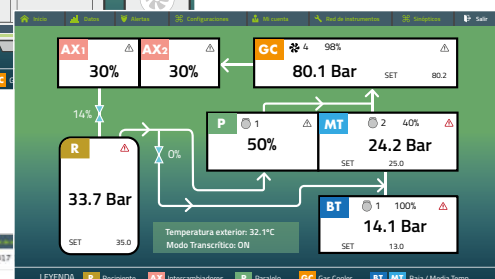 Inicio Datos Alertas Configuraciones Mi cuenta Red de instrumentos Sinópticos Salir
AX1 AX2 GC 4 98%
30% 30% 80.1 Bar
SET 80.2
14%
P 1 MT 2 40%
R 0% 50% 24.2 Bar
SET 25.0
33.7 Bar
BT 1 100%
14.1 Bar
SET 35.0
Temperatura exterior: 32.1ºC
Modo Transcrítico: ON
SET 13.0
LEYENDA R Recipiente AX Intercambiadores P Paralelo GC Gas Cooler BT MT Baja / Media Temp